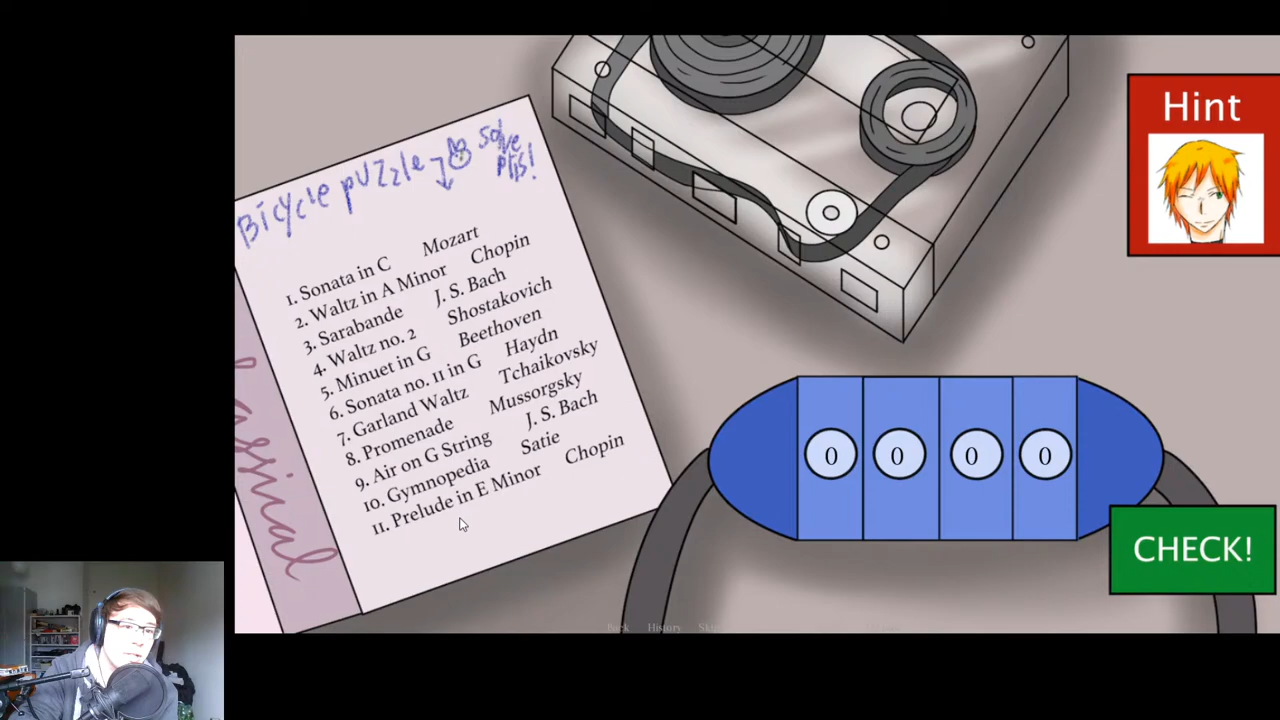 Bicycle puzzle
solve
plis!
1. Sonata in C Mozart
2. Waltz in A Minor Chopin
3. Sarabande J. S. Bach
4. Waltz no. 2 Shostakovich
5. Minuet in G Beethoven
6. Sonata no. 11 in G Haydn
7. Garland Waltz Tchaikovsky
8. Promenade Mussorgsky
9. Air on G String J. S. Bach
10. Gymnopedia Satie
11. Prelude in E Minor Chopin
Hint
0 0 0 0
CHECK!
Back History